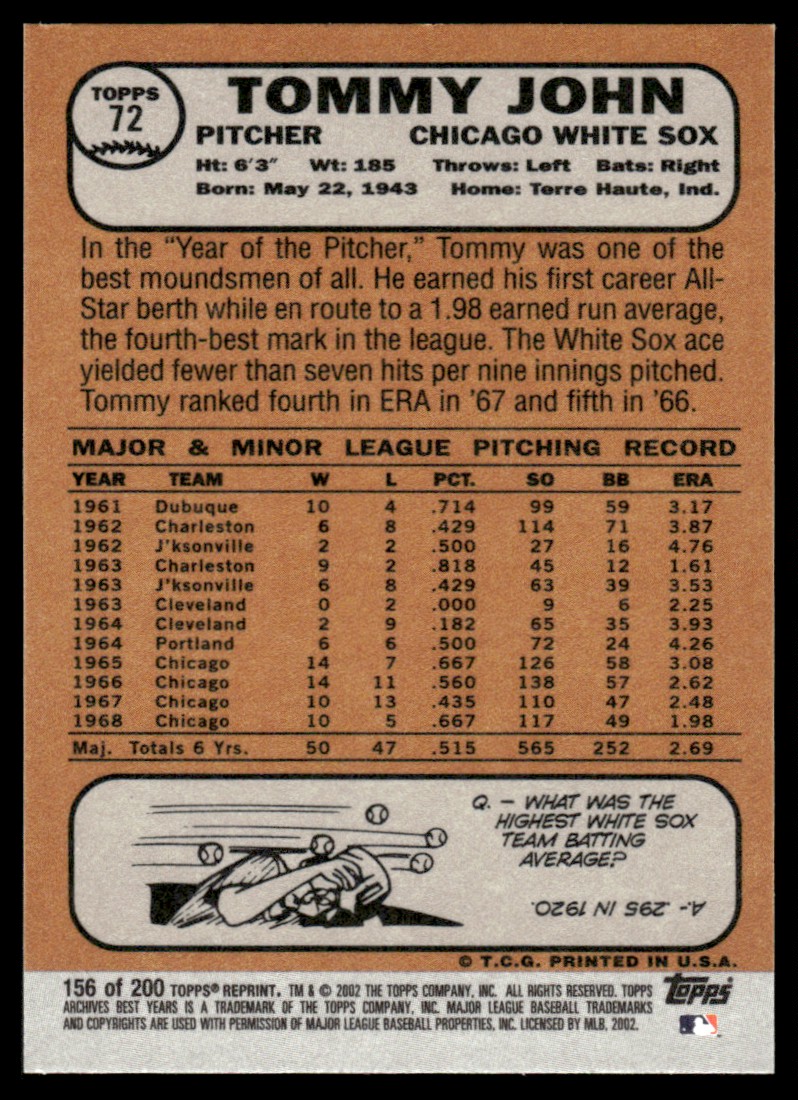 TOPPS
72
TOMMY JOHN
PITCHER CHICAGO WHITE SOX
Ht: 6'3" Wt: 185 Throws: Left Bats: Right
Born: May 22, 1943 Home: Terre Haute, Ind.
In the "Year of the Pitcher," Tommy was one of the
best moundsmen of all. He earned his first career All-
Star berth while en route to a 1.98 earned run average,
the fourth-best mark in the league. The White Sox ace
yielded fewer than seven hits per nine innings pitched.
Tommy ranked fourth in ERA in '67 and fifth in '66.
MAJOR & MINOR LEAGUE PITCHING RECORD
YEAR TEAM W L PCT. SO BB ERA
1961 Dubuque 10 4 .714 99 59 3.17
1962 Charleston 6 8 .429 114 71 3.87
1962 J'ksonville 2 2 .500 27 16 4.76
1963 Charleston 9 2 .818 45 12 1.61
1963 J'ksonville 6 8 .429 63 39 3.53
1963 Cleveland 0 2 .000 9 6 2.25
1964 Cleveland 2 9 .182 65 35 3.93
1964 Portland 6 6 .500 72 24 4.26
1965 Chicago 14 7 .667 126 58 3.08
1966 Chicago 14 11 .560 138 57 2.62
1967 Chicago 10 13 .435 110 47 2.48
1968 Chicago 10 5 .667 117 49 1.98
Maj. Totals 6 Yrs. 50 47 .515 565 252 2.69
Q. – WHAT WAS THE
HIGHEST WHITE SOX
TEAM BATTING
AVERAGE?
A.- .295 IN 1920.
© T.C.G. PRINTED IN U.S.A.
156 of 200 TOPPS® REPRINT. TM & © 2002 THE TOPPS COMPANY, INC. ALL RIGHTS RESERVED. TOPPS
ARCHIVES BEST YEARS IS A TRADEMARK OF THE TOPPS COMPANY, INC. MAJOR LEAGUE BASEBALL TRADEMARKS
AND COPYRIGHTS ARE USED WITH PERMISSION OF MAJOR LEAGUE BASEBALL PROPERTIES, INC. LICENSED BY MLB, 2002.
Topps